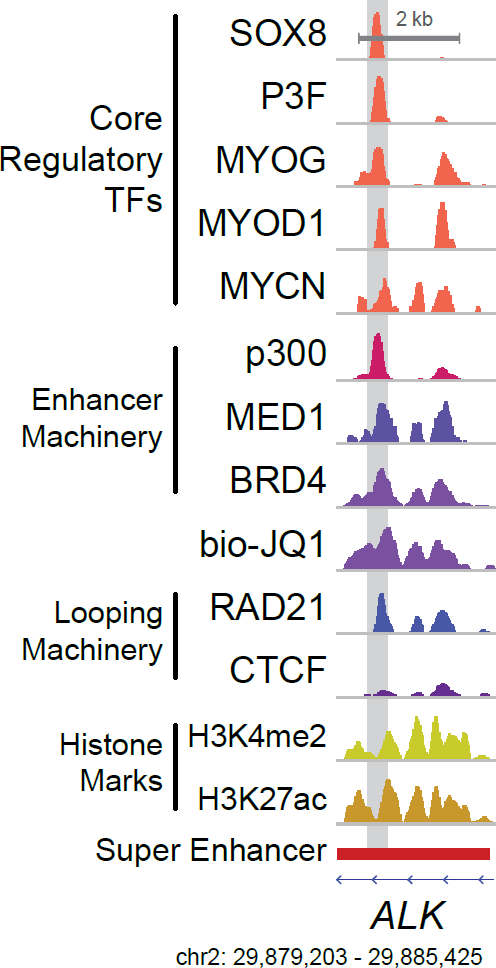 SOX8
2 kb
P3F
Core
Regulatory
TFs
MYOG
MYOD1
MYCN
p300
Enhancer
Machinery
MED1
BRD4
bio-JQ1
RAD21
Looping
Machinery
CTCF
H3K4me2
Histone
Marks
H3K27ac
Super Enhancer
ALK
chr2: 29,879,203 - 29,885,425